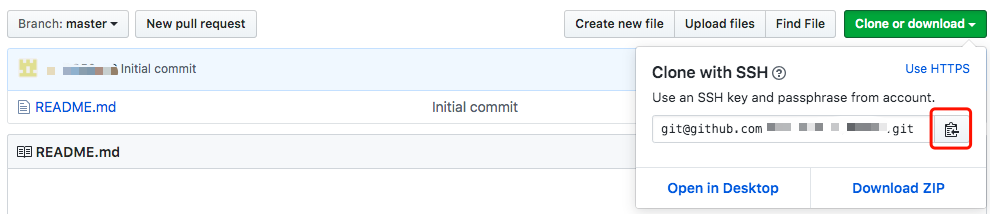 Branch: master
New pull request
Create new file
Upload files
Find File
Clone or download
Initial commit
README.md
Initial commit
README.md
Clone with SSH
Use HTTPS
Use an SSH key and passphrase from account.
git@github.com .git
Open in Desktop
Download ZIP